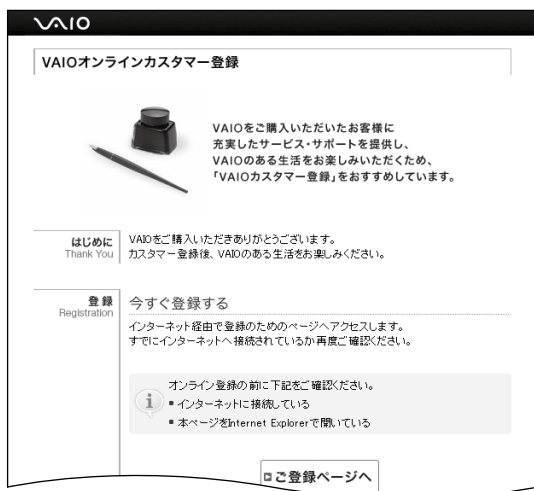 VAIO
VAIOオンラインカスタマー登録
VAIOをご購入いただいたお客様に
充実したサービス・サポートを提供し、
VAIOのある生活をお楽しみいただくため、
「VAIOカスタマー登録」をおすすめしています。
はじめに
Thank You
VAIOをご購入いただきありがとうございます。
カスタマー登録後、VAIOのある生活をお楽しみください。
登録
Registration
今すぐ登録する
インターネット経由で登録のためのページへアクセスします。
すでにインターネットへ接続されているか再度ご確認ください。
オンライン登録の前に下記をご確認ください。
■ インターネットに接続している
■ 本ページをInternet Explorerで開いている
ご登録ページへ